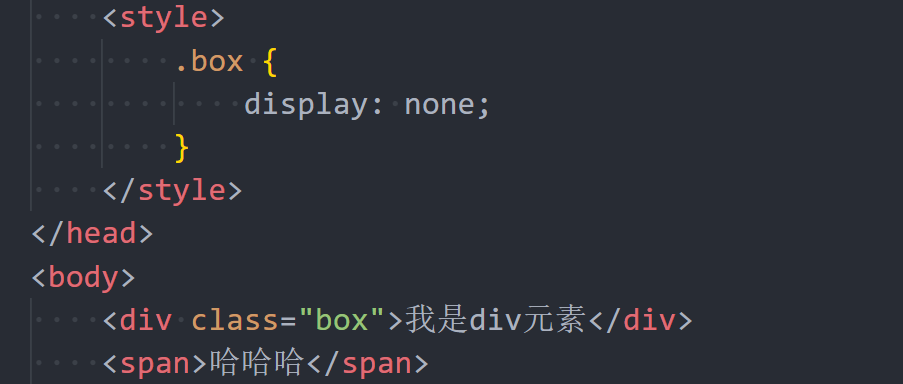 <style>
.box {
display: none;
}
</style>
</head>
<body>
<div class="box">我是div元素</div>
<span>哈哈哈</span>